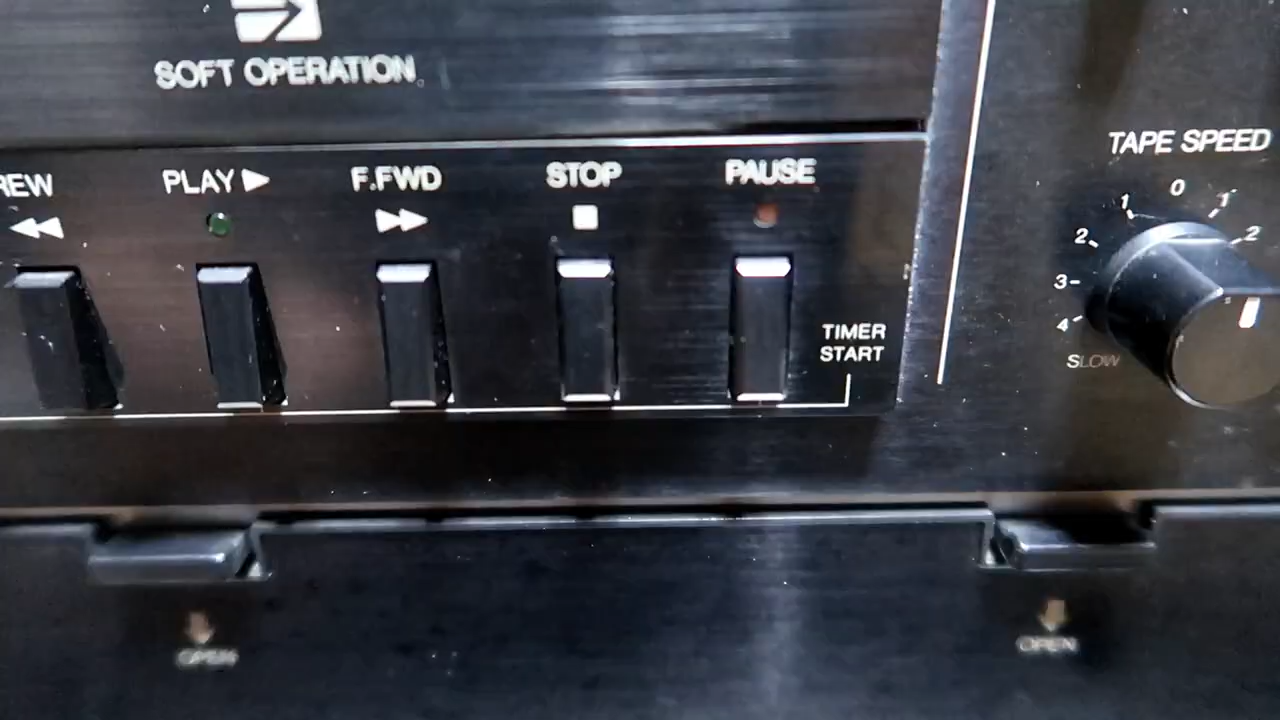 SOFT OPERATION
REW
PLAY
F.FWD
STOP
PAUSE
TIMER
START
TAPE SPEED
0
1
1
2
2
3
4
SLOW
OPEN
OPEN